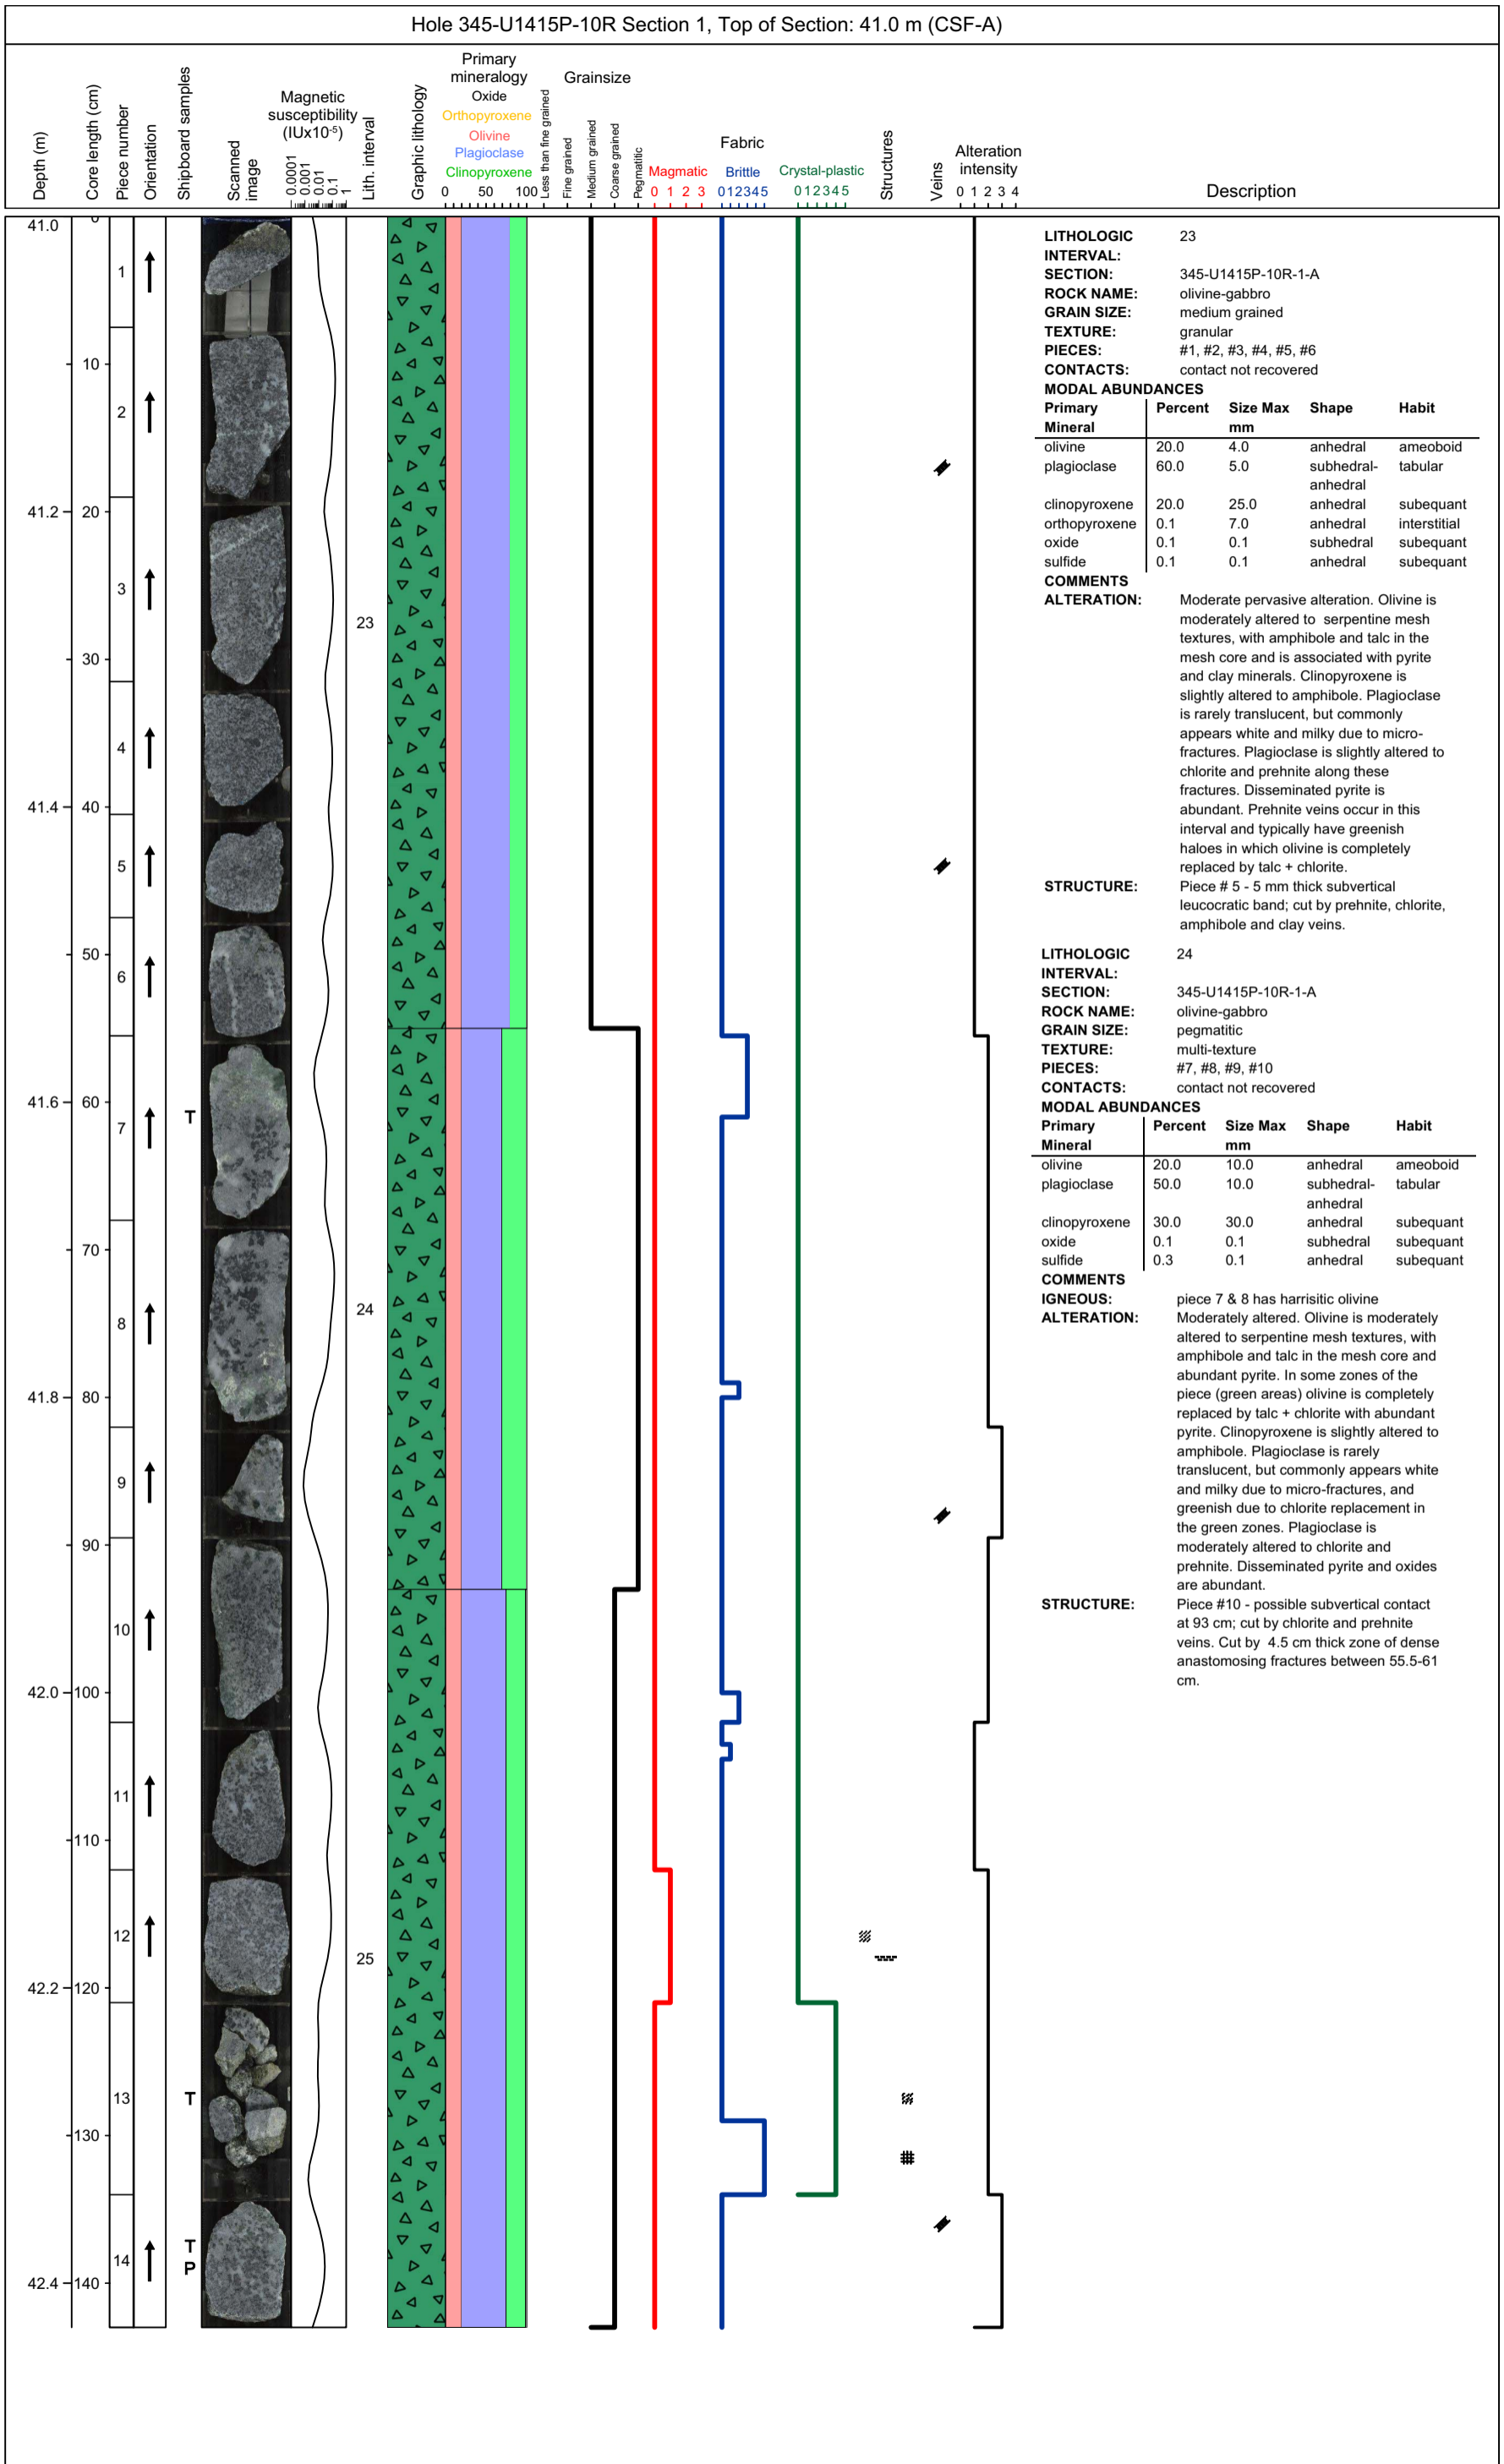 Hole 345-U1415P-10R Section 1, Top of Section: 41.0 m (CSF-A)
Depth (m)
Core length (cm)
Piece number
Orientation
Shipboard samples
Scanned
image
Magnetic
susceptibility
(IUx10-5)
0.0001
0.001
0.01
0.1
1
Lith. interval
Graphic lithology
Primary
mineralogy
Oxide
Orthopyroxene
Olivine
Plagioclase
Clinopyroxene
0 50 100
Grainsize
Less than fine grained
Fine grained
Medium grained
Coarse grained
Pegmatitic
Fabric
Magmatic
0 1 2 3
Brittle
0 1 2 3 4 5
Crystal-plastic
0 1 2 3 4 5
Structures
Veins
Alteration
intensity
0 1 2 3 4
Description
41.0
41.2
41.4
41.6
41.8
42.0
42.2
42.4
0
10
20
30
40
50
60
70
80
90
100
110
120
130
140
1
2
3
4
5
6
7
8
9
10
11
12
13
14
T
T
T
P
23
24
25
LITHOLOGIC 23
INTERVAL:
SECTION: 345-U1415P-10R-1-A
ROCK NAME: olivine-gabbro
GRAIN SIZE: medium grained
TEXTURE: granular
PIECES: #1, #2, #3, #4, #5, #6
CONTACTS: contact not recovered
MODAL ABUNDANCES
Primary Percent Size Max Shape Habit
Mineral mm
olivine 20.0 4.0 anhedral ameoboid
plagioclase 60.0 5.0 subhedral- tabular
anhedral
clinopyroxene 20.0 25.0 anhedral subequant
orthopyroxene 0.1 7.0 anhedral interstitial
oxide 0.1 0.1 subhedral subequant
sulfide 0.1 0.1 anhedral subequant
COMMENTS
ALTERATION: Moderate pervasive alteration. Olivine is
moderately altered to serpentine mesh
textures, with amphibole and talc in the
mesh core and is associated with pyrite
and clay minerals. Clinopyroxene is
slightly altered to amphibole. Plagioclase
is rarely translucent, but commonly
appears white and milky due to micro-
fractures. Plagioclase is slightly altered to
chlorite and prehnite along these
fractures. Disseminated pyrite is
abundant. Prehnite veins occur in this
interval and typically have greenish
haloes in which olivine is completely
replaced by talc + chlorite.
STRUCTURE: Piece # 5 - 5 mm thick subvertical
leucocratic band; cut by prehnite, chlorite,
amphibole and clay veins.
LITHOLOGIC 24
INTERVAL:
SECTION: 345-U1415P-10R-1-A
ROCK NAME: olivine-gabbro
GRAIN SIZE: pegmatitic
TEXTURE: multi-texture
PIECES: #7, #8, #9, #10
CONTACTS: contact not recovered
MODAL ABUNDANCES
Primary Percent Size Max Shape Habit
Mineral mm
olivine 20.0 10.0 anhedral ameoboid
plagioclase 50.0 10.0 subhedral- tabular
anhedral
clinopyroxene 30.0 30.0 anhedral subequant
oxide 0.1 0.1 subhedral subequant
sulfide 0.3 0.1 anhedral subequant
COMMENTS
IGNEOUS: piece 7 & 8 has harrisitic olivine
ALTERATION: Moderately altered. Olivine is moderately
altered to serpentine mesh textures, with
amphibole and talc in the mesh core and
abundant pyrite. In some zones of the
piece (green areas) olivine is completely
replaced by talc + chlorite with abundant
pyrite. Clinopyroxene is slightly altered to
amphibole. Plagioclase is rarely
translucent, but commonly appears white
and milky due to micro-fractures, and
greenish due to chlorite replacement in
the green zones. Plagioclase is
moderately altered to chlorite and
prehnite. Disseminated pyrite and oxides
are abundant.
STRUCTURE: Piece #10 - possible subvertical contact
at 93 cm; cut by chlorite and prehnite
veins. Cut by 4.5 cm thick zone of dense
anastomosing fractures between 55.5-61
cm.